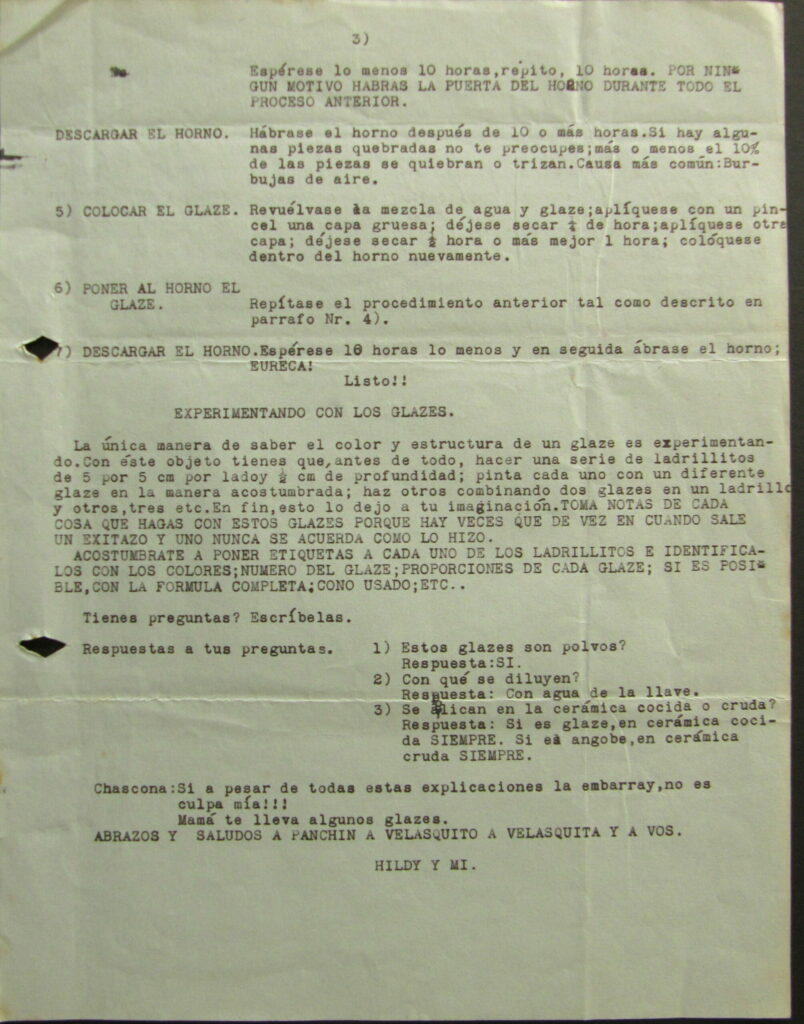 3)
Espérese lo menos 10 horas,repito, 10 horas. POR NIN-
GUN MOTIVO HABRAS LA PUERTA DEL HORNO DURANTE TODO EL
PROCESO ANTERIOR.
DESCARGAR EL HORNO. Hábrase el horno después de 10 o más horas.Si hay algu-
nas piezas quebradas no te preocupes;más o menos el 10%
de las piezas se quiebran o trizan.Causa más común:Bur-
bujas de aire.
5) COLOCAR EL GLAZE. Revuélvase la mezcla de agua y glaze;aplíquese con un pin-
cel una capa gruesa; déjese secar ¼ de hora;aplíquese otra
capa; déjese secar ½ hora o más mejor 1 hora; colóquese
dentro del horno nuevamente.
6) PONER AL HORNO EL
GLAZE. Repítase el procedimiento anterior tal como descrito en
parrafo Nr. 4).
7) DESCARGAR EL HORNO.Espérese 10 horas lo menos y en seguida ábrase el horno;
EURECA!
Listo!!
EXPERIMENTANDO CON LOS GLAZES.
La única manera de saber el color y estructura de un glaze es experimentan-
do.Con éste objeto tienes que,antes de todo, hacer una serie de ladrillitos
de 5 por 5 cm por ladoy ½ cm de profundidad; pinta cada uno con un diferente
glaze en la manera acostumbrada; haz otros combinando dos glazes en un ladrillo
y otros,tres etc.En fin,esto lo dejo a tu imaginación.TOMA NOTAS DE CADA
COSA QUE HAGAS CON ESTOS GLAZES PORQUE HAY VECES QUE DE VEZ EN CUANDO SALE
UN EXITAZO Y UNO NUNCA SE ACUERDA COMO LO HIZO.
ACOSTUMBRATE A PONER ETIQUETAS A CADA UNO DE LOS LADRILLITOS E IDENTIFICA-
LOS CON LOS COLORES;NUMERO DEL GLAZE;PROPORCIONES DE CADA GLAZE; SI ES POSI-
BLE,CON LA FORMULA COMPLETA;CONO USADO;ETC..
Tienes preguntas? Escríbelas.
Respuestas a tus preguntas. 1) Estos glazes son polvos?
Respuesta:SI.
2) Con qué se diluyen?
Respuesta: Con agua de la llave.
3) Se aplican en la cerámica cocida o cruda?
Respuesta: Si es glaze,en cerámica coci-
da SIEMPRE. Si es angobe,en cerámica
cruda SIEMPRE.
Chascona:Si a pesar de todas estas explicaciones la embarray,no es
culpa mía!!!
Mamá te lleva algunos glazes.
ABRAZOS Y SALUDOS A PANCHIN A VELASQUITO A VELASQUITA Y A VOS.
HILDY Y MI.